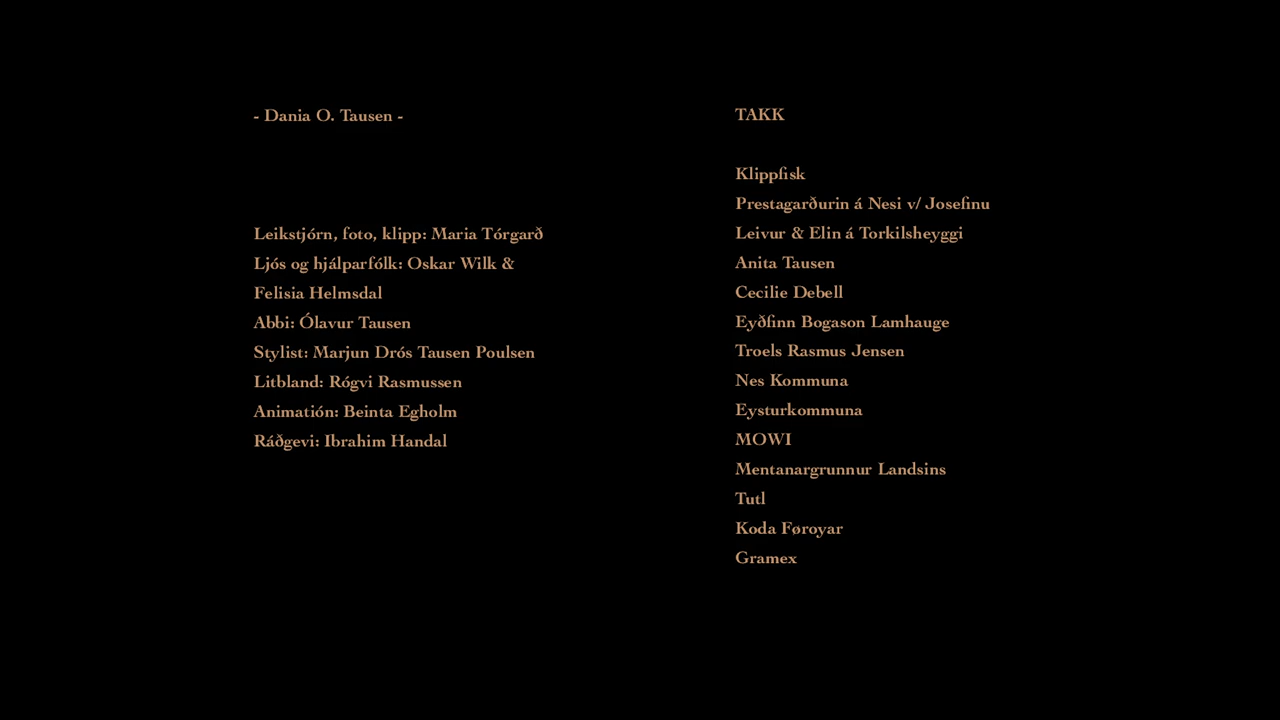 - Dania O. Tausen -
Leikstjórn, foto, klipp: Maria Tórgarð
Ljós og hjálparfólk: Oskar Wilk &
Felisia Helmsdal
Abbi: Ólavur Tausen
Stylist: Marjun Drós Tausen Poulsen
Litbland: Rógvi Rasmussen
Animatión: Beinta Egholm
Ráðgevi: Ibrahim Handal
TAKK
Klippfisk
Prestagarðurin á Nesi v/ Josefinu
Leivur & Elin á Torkilsheyggi
Anita Tausen
Cecilie Debell
Eyðfinn Bogason Lamhauge
Troels Rasmus Jensen
Nes Kommuna
Eysturkommuna
MOWI
Mentanargrunnur Landsins
Tutl
Koda Føroyar
Gramex